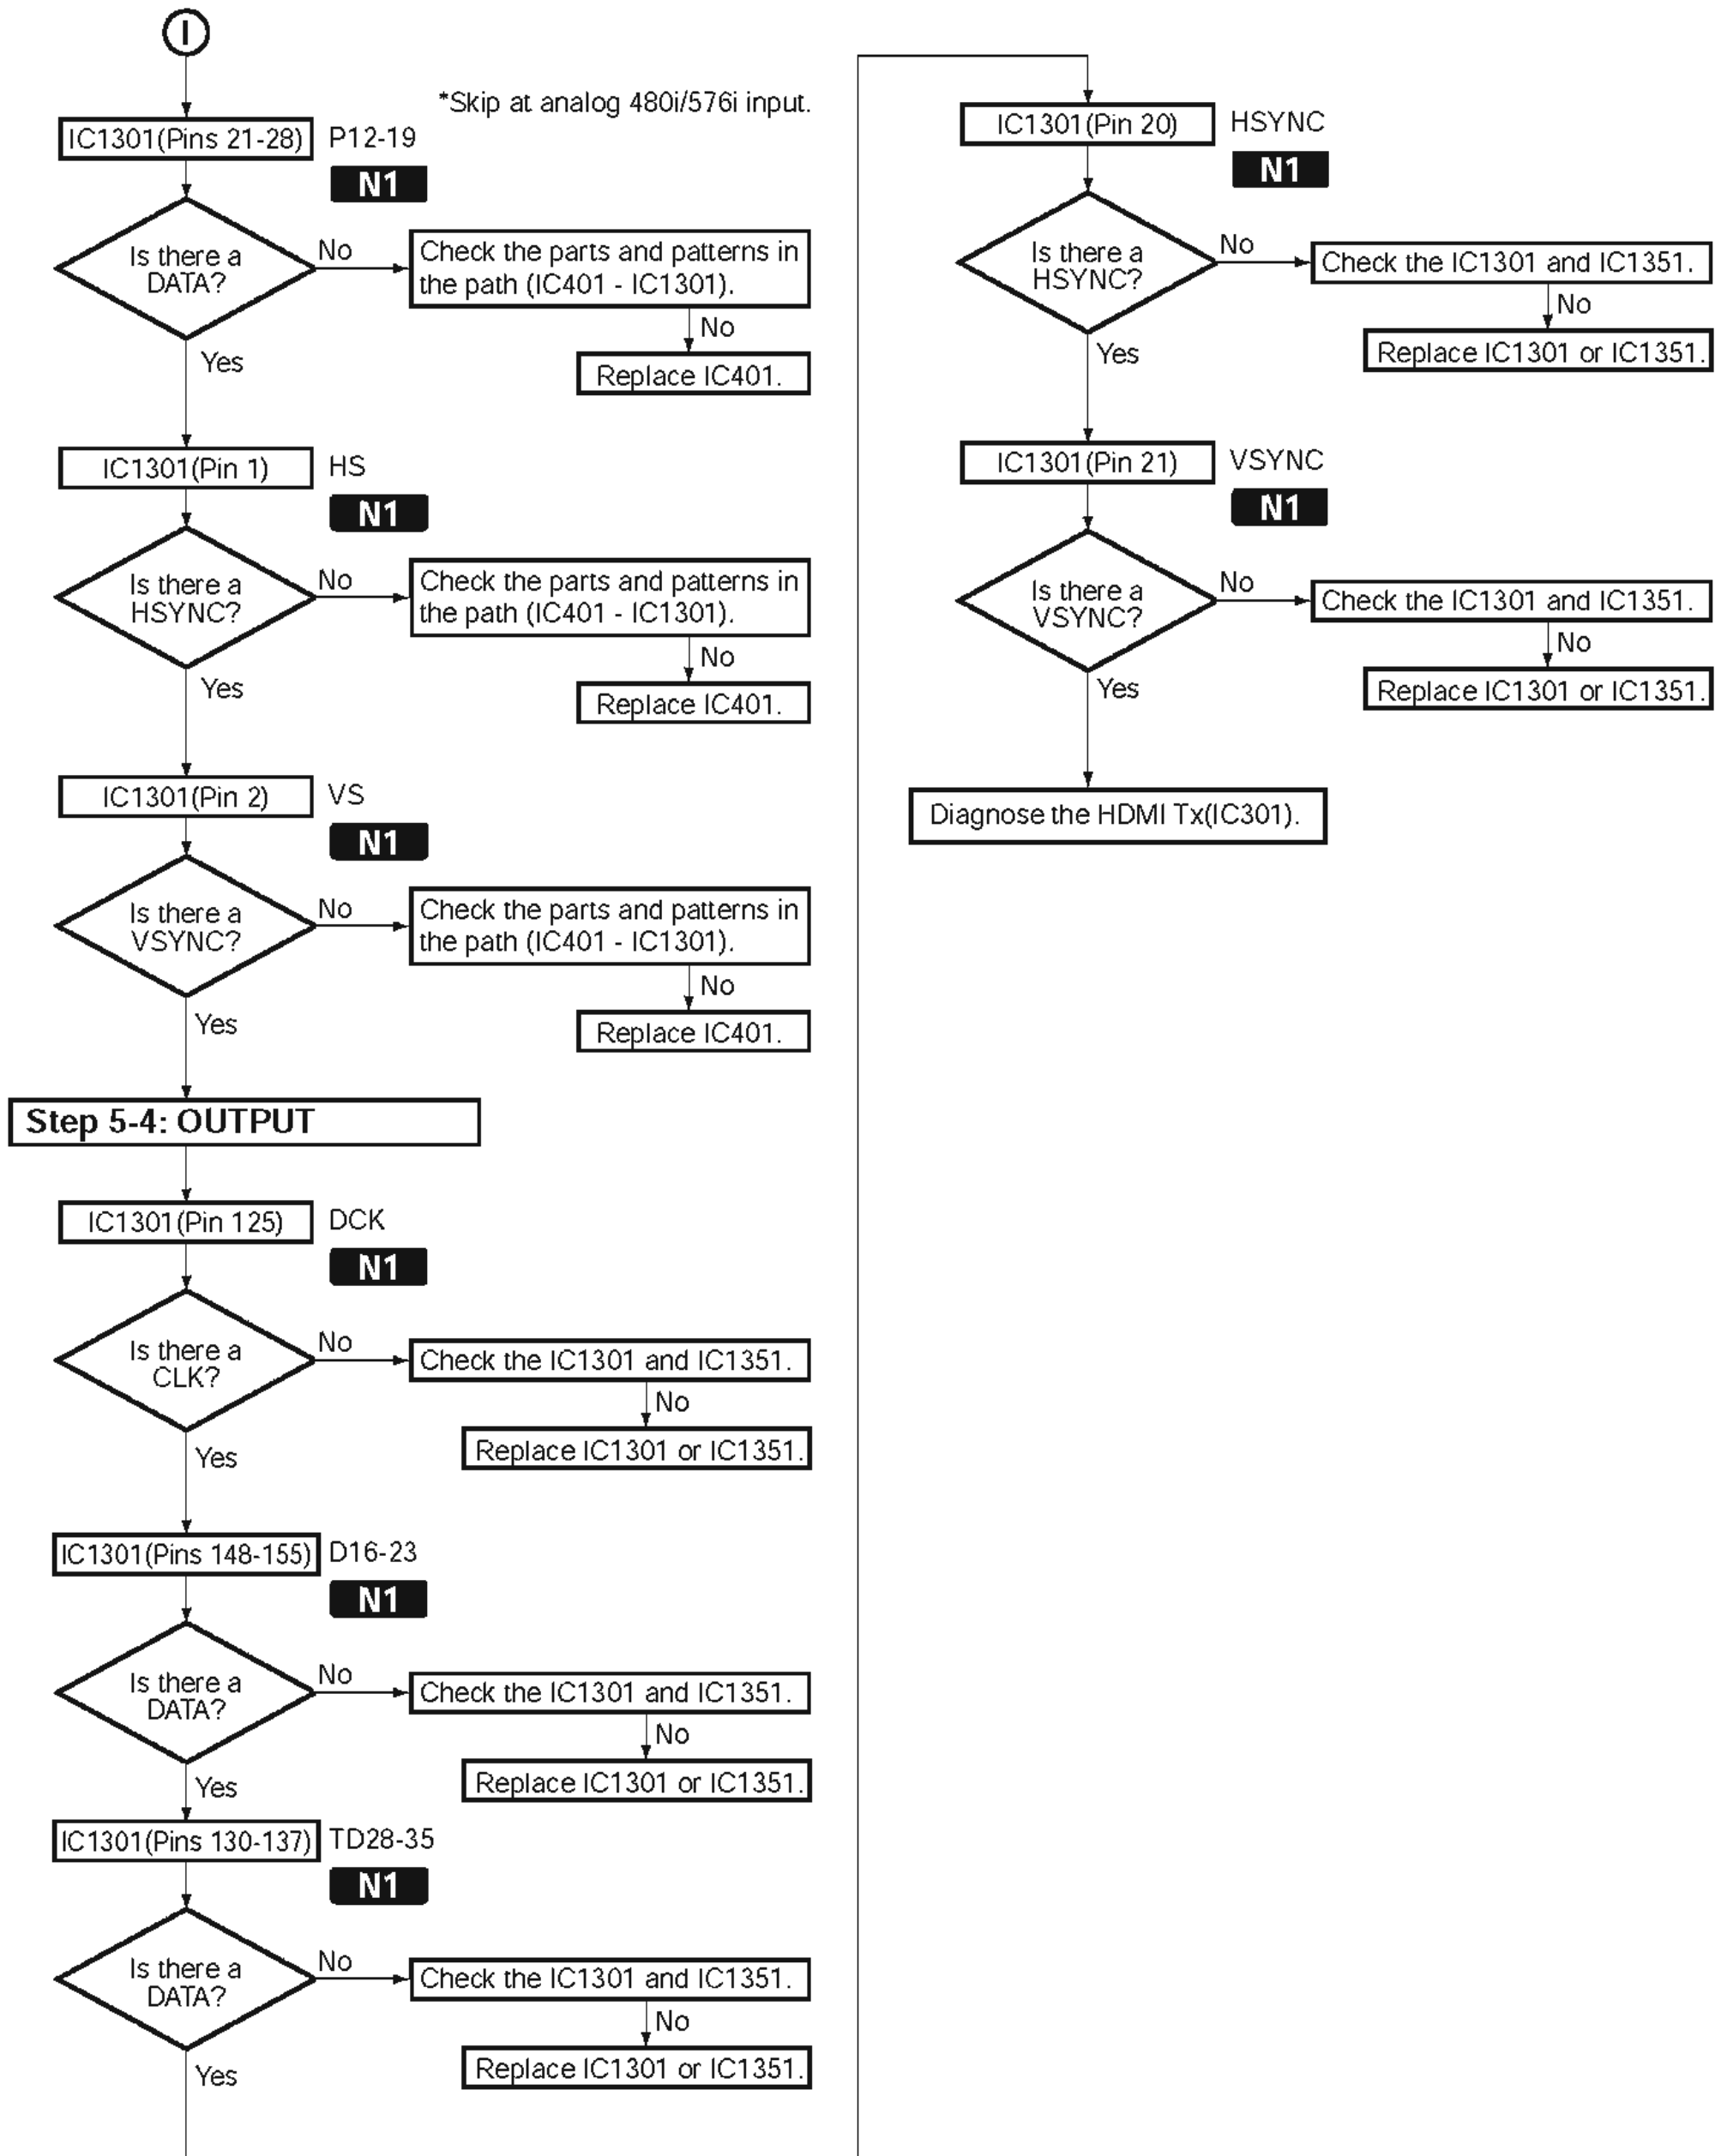 I
*Skip at analog 480i/576i input.
IC1301(Pins 21-28)
P12-19
N1
Is there a
DATA?
No
Check the parts and patterns in
the path (IC401 - IC1301).
No
Replace IC401.
Yes
IC1301(Pin 1)
HS
N1
Is there a
HSYNC?
No
Check the parts and patterns in
the path (IC401 - IC1301).
No
Replace IC401.
Yes
IC1301(Pin 2)
VS
N1
Is there a
VSYNC?
No
Check the parts and patterns in
the path (IC401 - IC1301).
No
Replace IC401.
Yes
Step 5-4: OUTPUT
IC1301(Pin 125)
DCK
N1
Is there a
CLK?
No
Check the IC1301 and IC1351.
No
Replace IC1301 or IC1351.
Yes
IC1301(Pins 148-155)
D16-23
N1
Is there a
DATA?
No
Check the IC1301 and IC1351.
No
Replace IC1301 or IC1351.
Yes
IC1301(Pins 130-137)
TD28-35
N1
Is there a
DATA?
No
Check the IC1301 and IC1351.
No
Replace IC1301 or IC1351.
Yes
IC1301(Pin 20)
HSYNC
N1
Is there a
HSYNC?
No
Check the IC1301 and IC1351.
No
Replace IC1301 or IC1351.
Yes
IC1301(Pin 21)
VSYNC
N1
Is there a
VSYNC?
No
Check the IC1301 and IC1351.
No
Replace IC1301 or IC1351.
Yes
Diagnose the HDMI Tx(IC301).